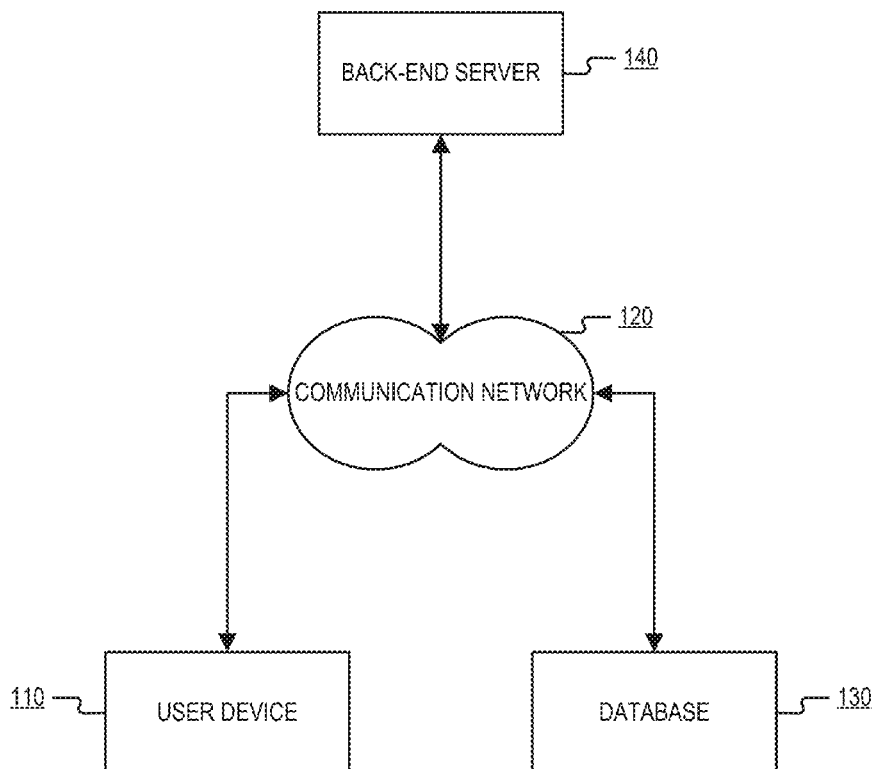 BACK-END SERVER
140
120
COMMUNICATION NETWORK
110
USER DEVICE
DATABASE
130